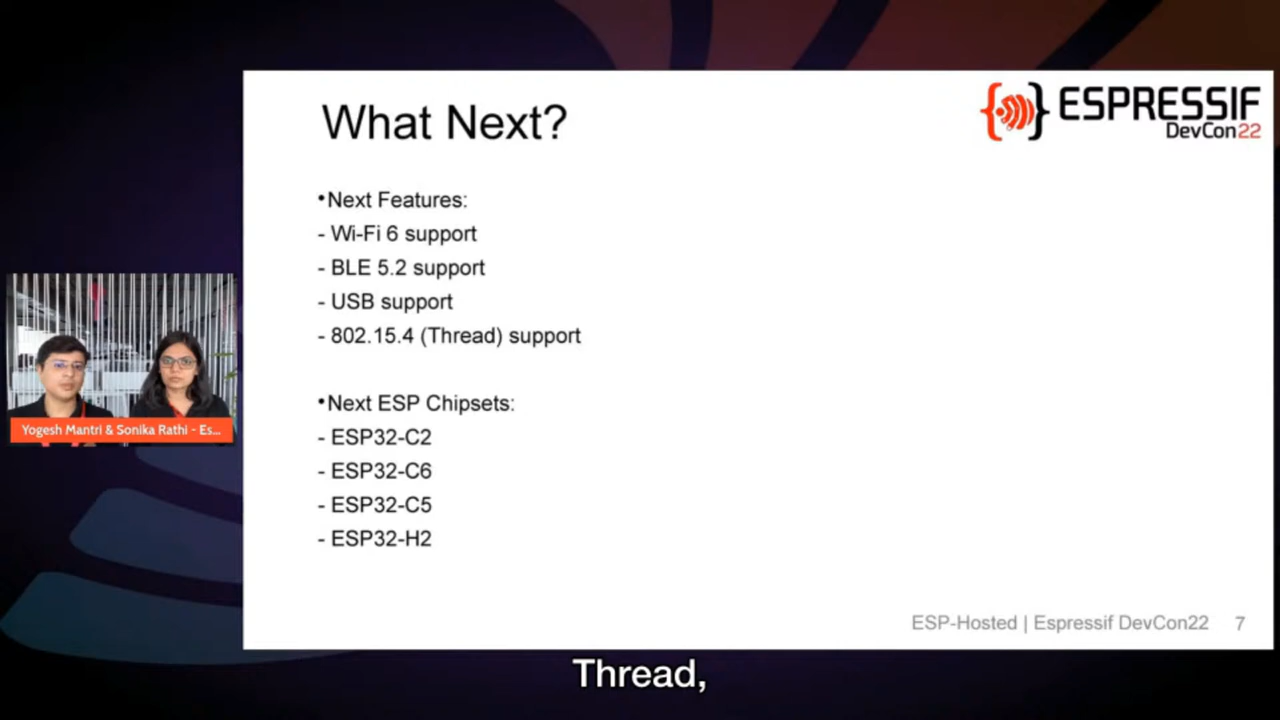 What Next?
ESPRESSIF
DevCon22
•Next Features:
- Wi-Fi 6 support
- BLE 5.2 support
- USB support
- 802.15.4 (Thread) support
•Next ESP Chipsets:
- ESP32-C2
- ESP32-C6
- ESP32-C5
- ESP32-H2
Yogesh Mantri & Sonika Rathi - Es...
ESP-Hosted | Espressif DevCon22 7
Thread,